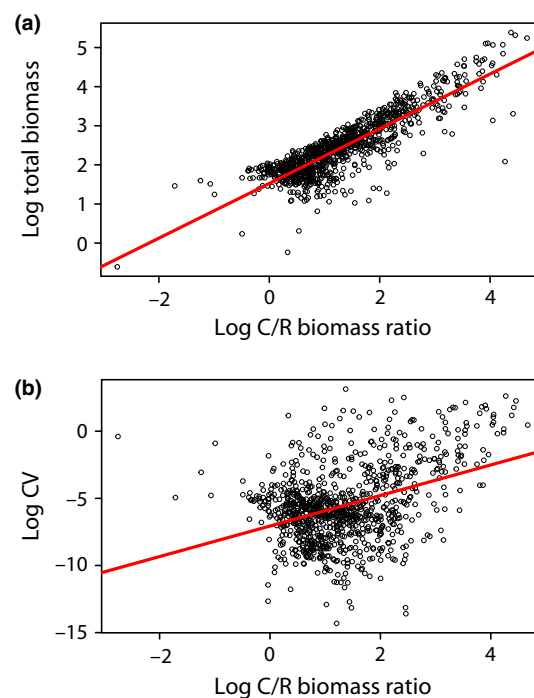 (a)
Log total biomass
5
4
3
2
1
0
−2 0 2 4
Log C/R biomass ratio
(b)
Log CV
0
−5
−10
−15
−2 0 2 4
Log C/R biomass ratio